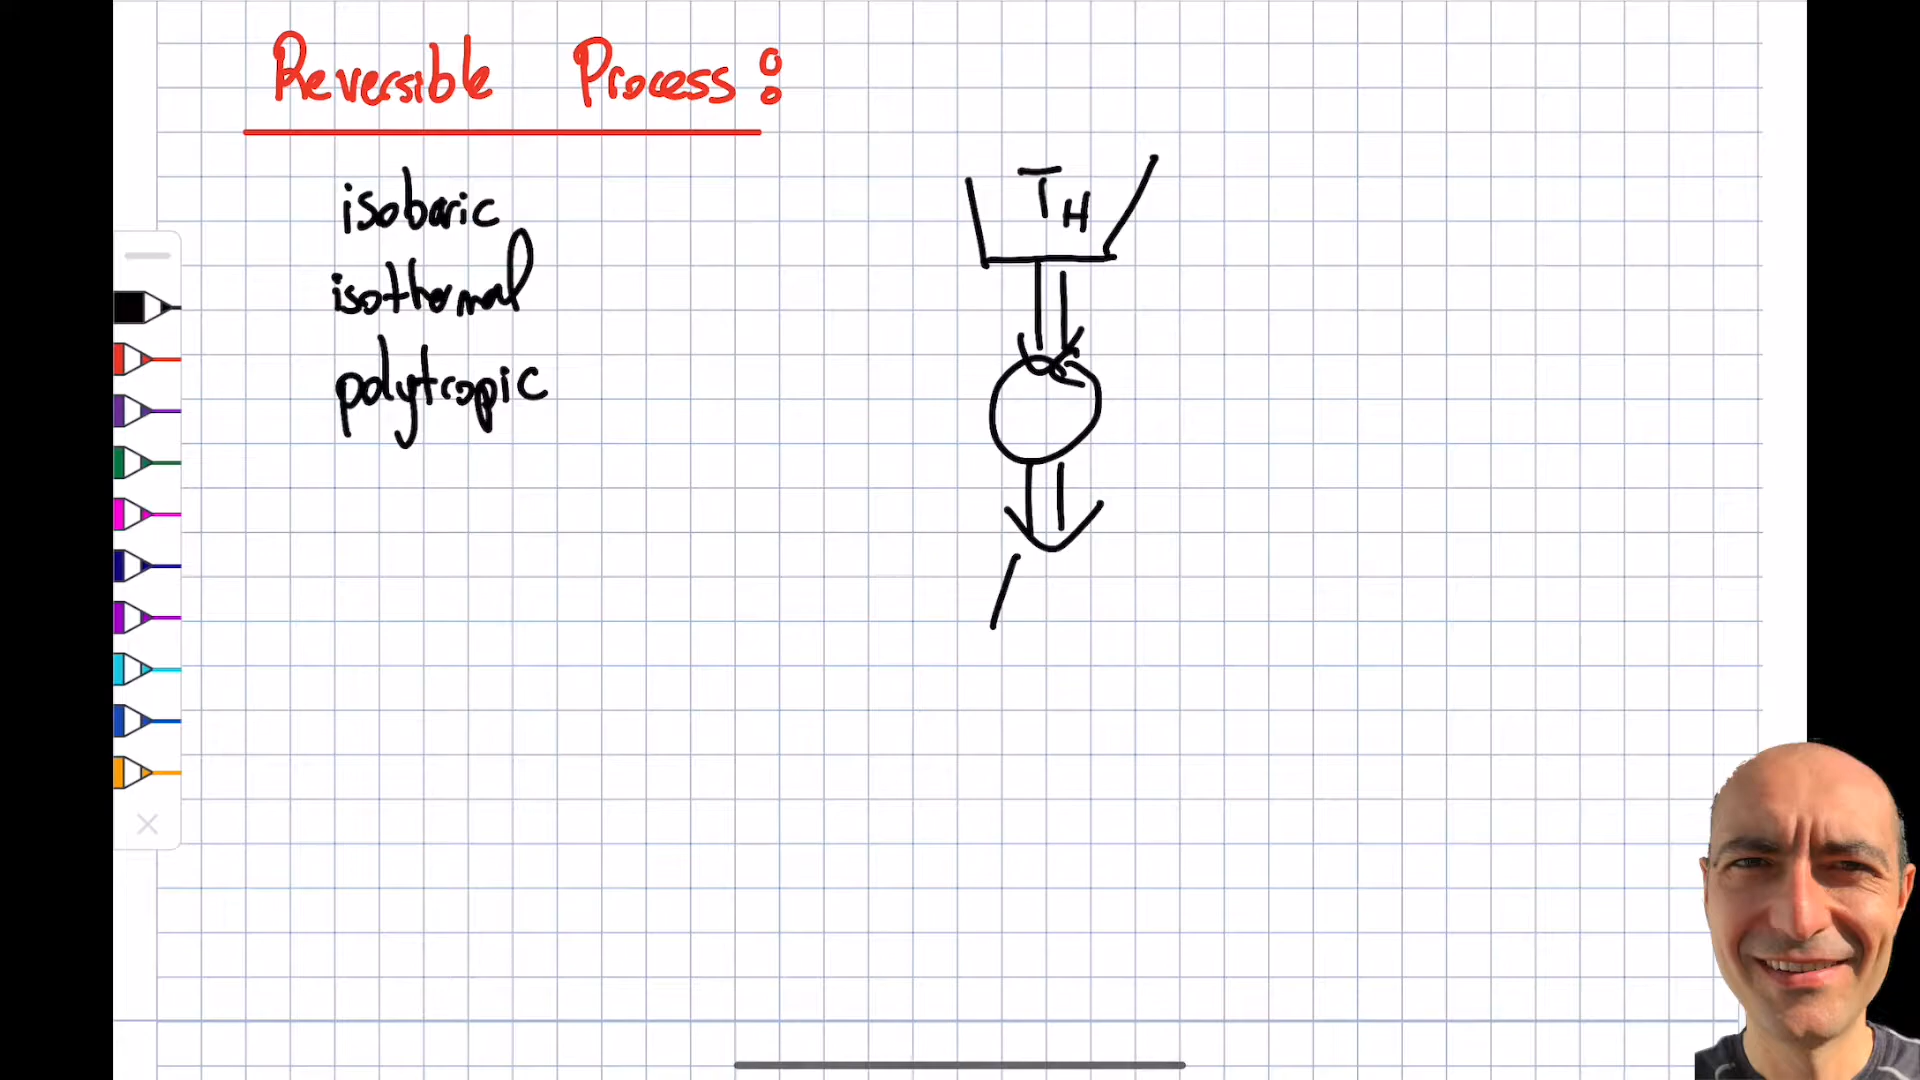 Reversible Process:
isobaric
isothermal
polytropic
TH